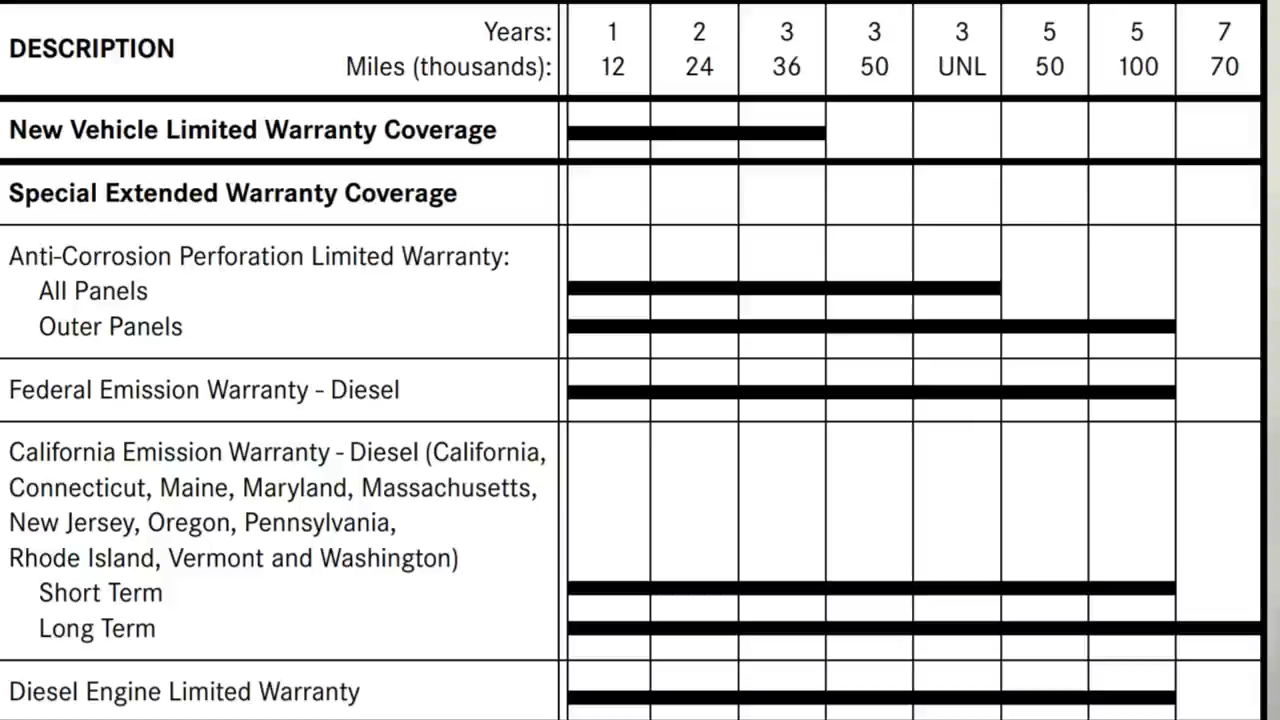 DESCRIPTION Years: 1 2 3 3 3 5 5 7
Miles (thousands): 12 24 36 50 UNL 50 100 70
New Vehicle Limited Warranty Coverage
Special Extended Warranty Coverage
Anti-Corrosion Perforation Limited Warranty:
All Panels
Outer Panels
Federal Emission Warranty - Diesel
California Emission Warranty - Diesel (California,
Connecticut, Maine, Maryland, Massachusetts,
New Jersey, Oregon, Pennsylvania,
Rhode Island, Vermont and Washington)
Short Term
Long Term
Diesel Engine Limited Warranty